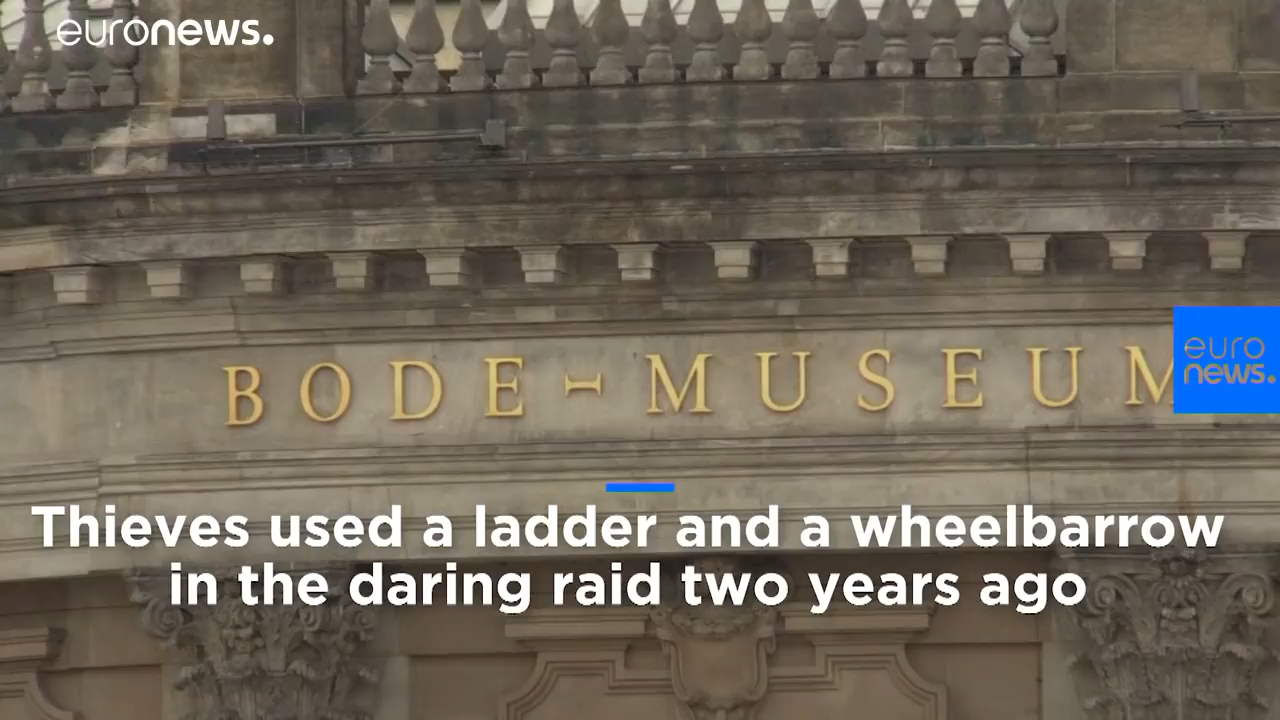 euronews.
BODE-MUSEUM
euro
news.
Thieves used a ladder and a wheelbarrow
in the daring raid two years ago